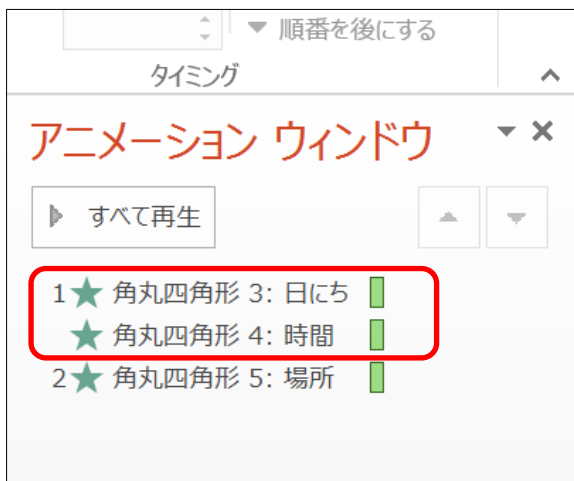 順番を後にする
タイミング
アニメーション ウィンドウ
すべて再生
1 角丸四角形 3: 日にち
角丸四角形 4: 時間
2 角丸四角形 5: 場所